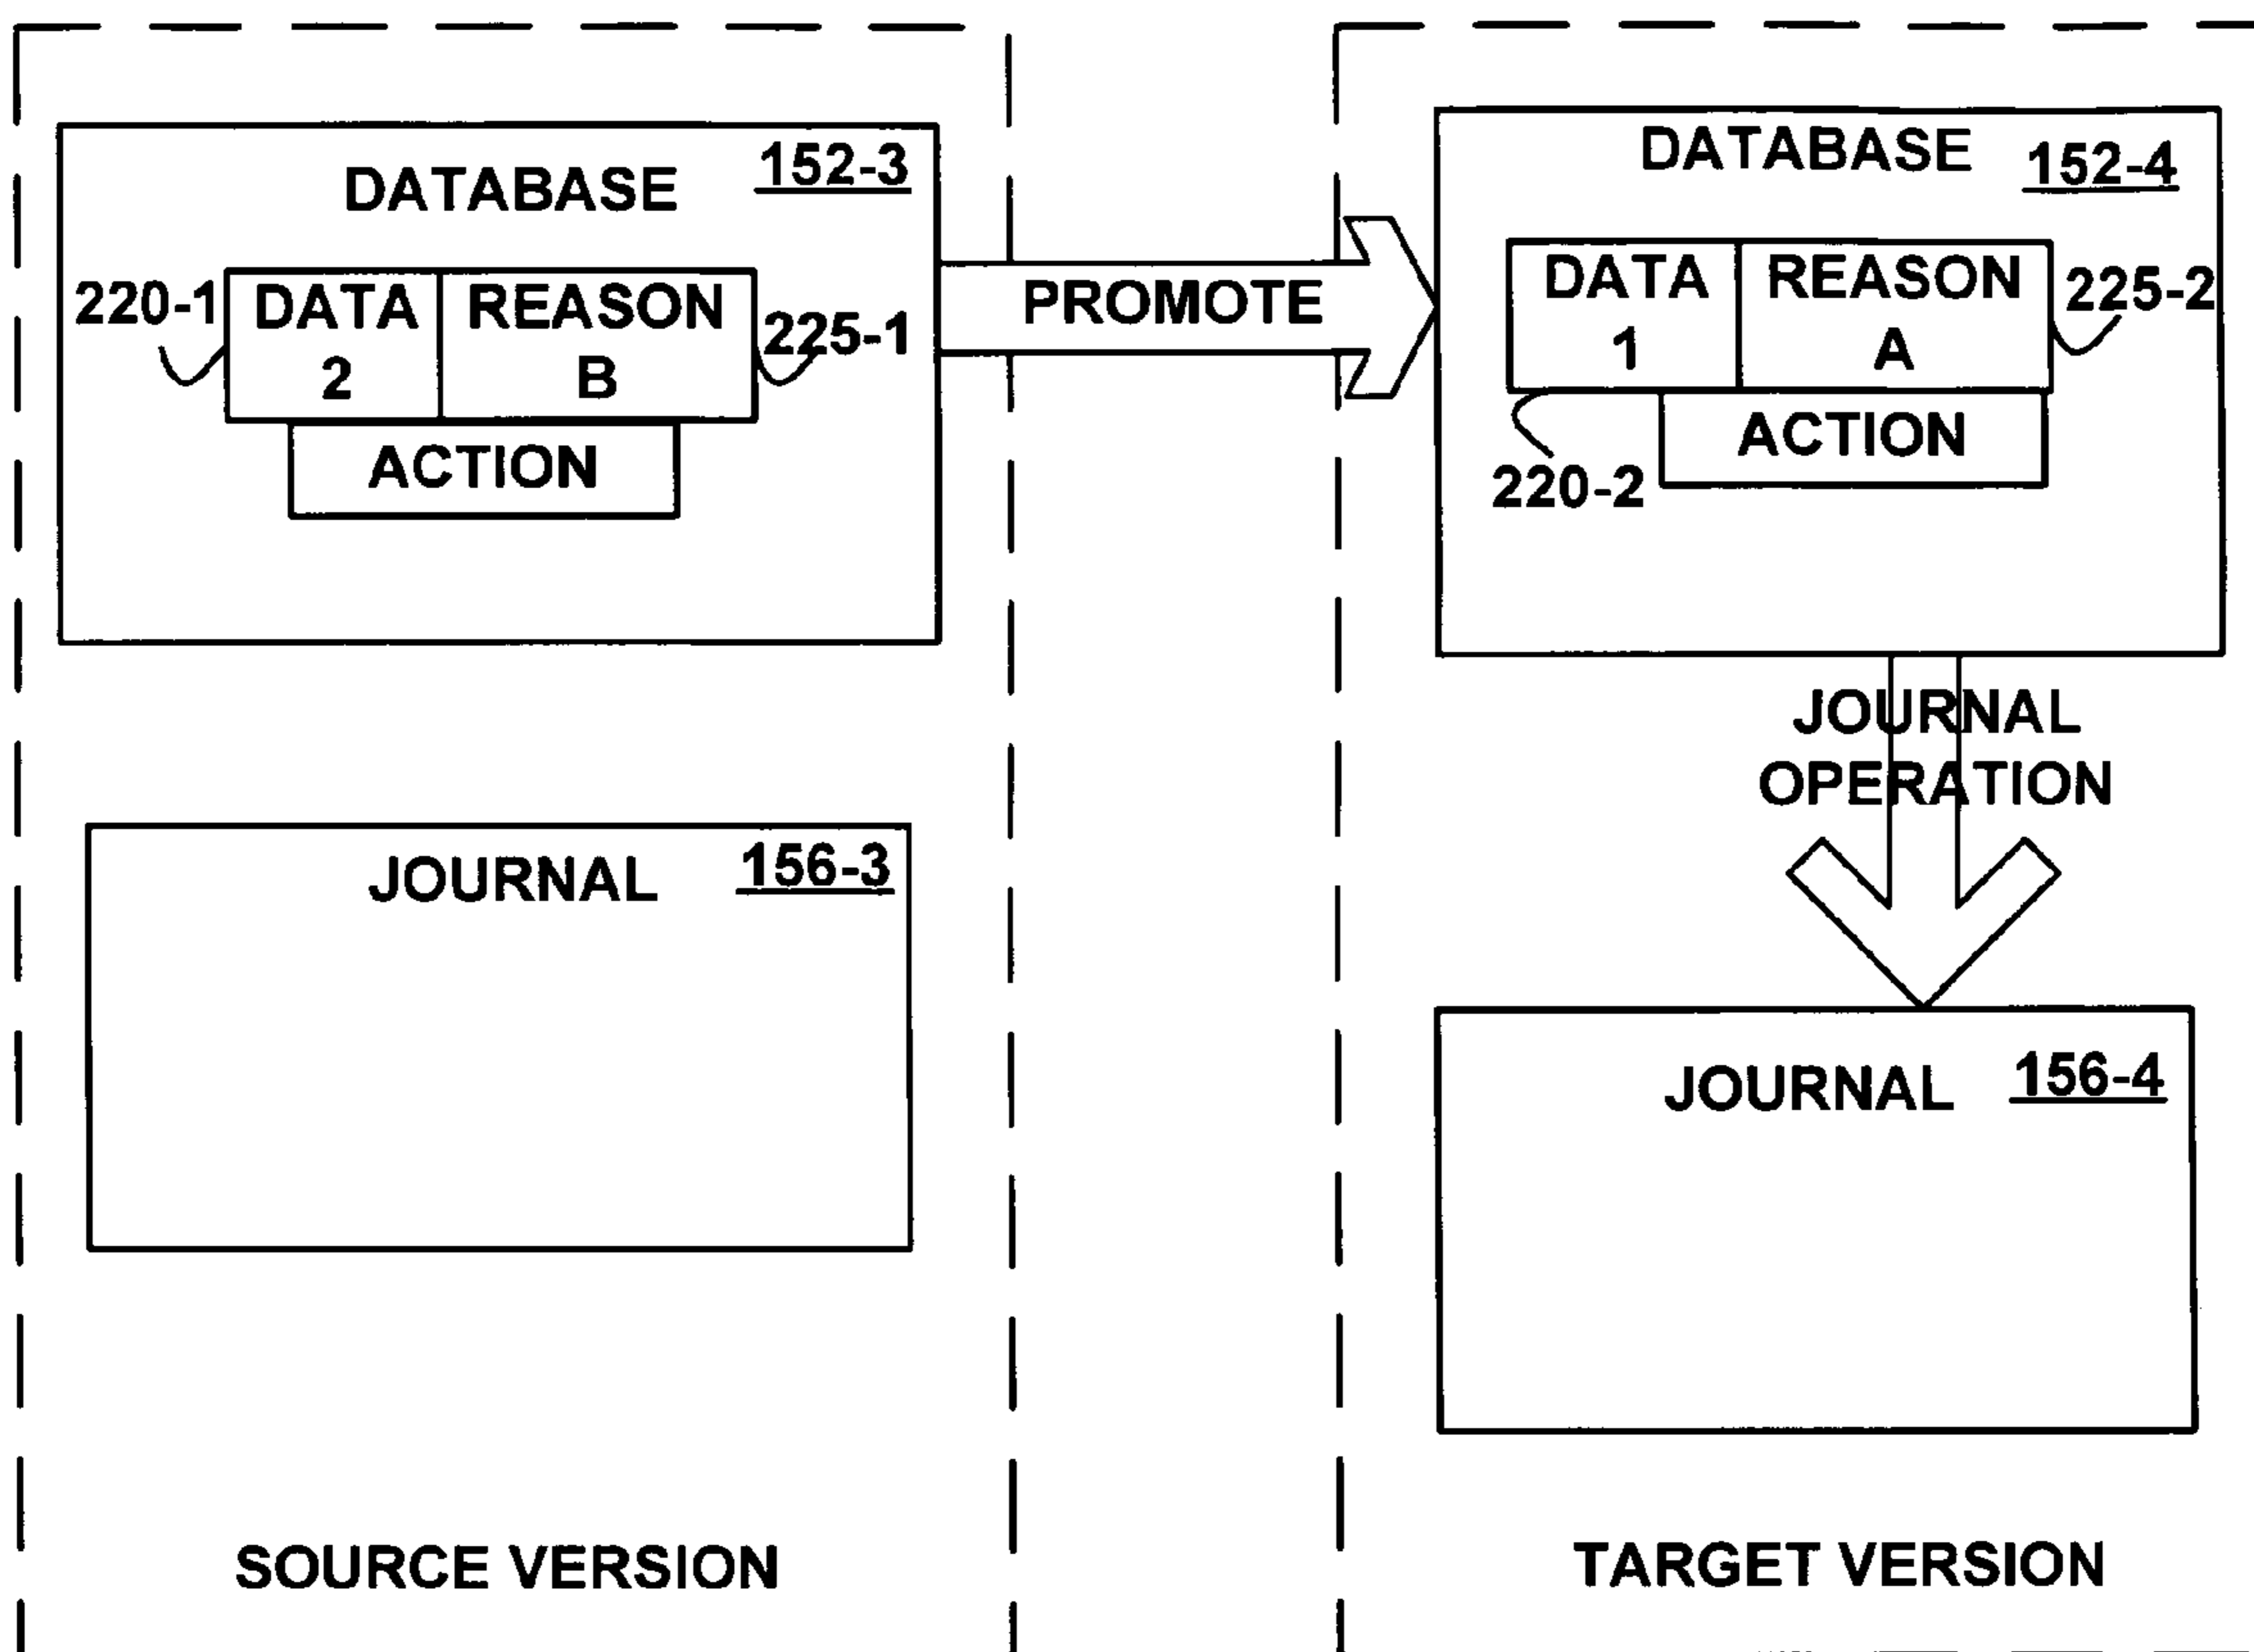 DATABASE 152-3
220-1 DATA REASON 225-1
2 B
ACTION
JOURNAL 156-3
SOURCE VERSION
PROMOTE
DATABASE 152-4
DATA REASON 225-2
1 A
ACTION
220-2
JOURNAL
OPERATION
JOURNAL 156-4
TARGET VERSION